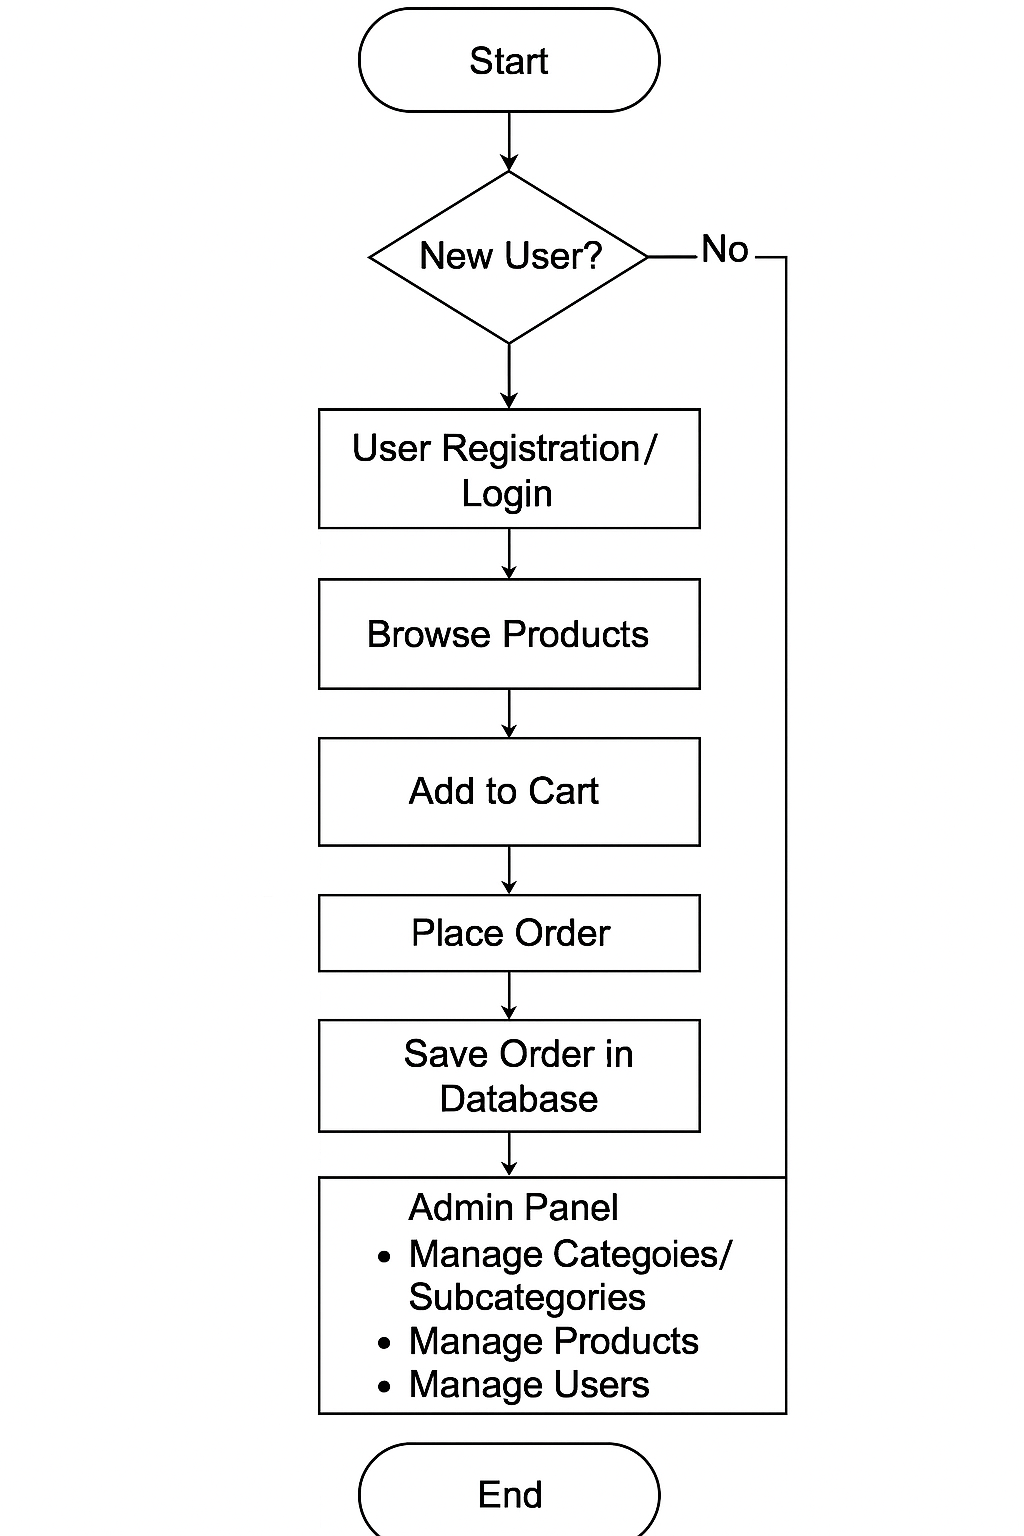 Start
New User?
No
User Registration/
Login
Browse Products
Add to Cart
Place Order
Save Order in
Database
Admin Panel
• Manage Categoies/
Subcategories
• Manage Products
• Manage Users
End